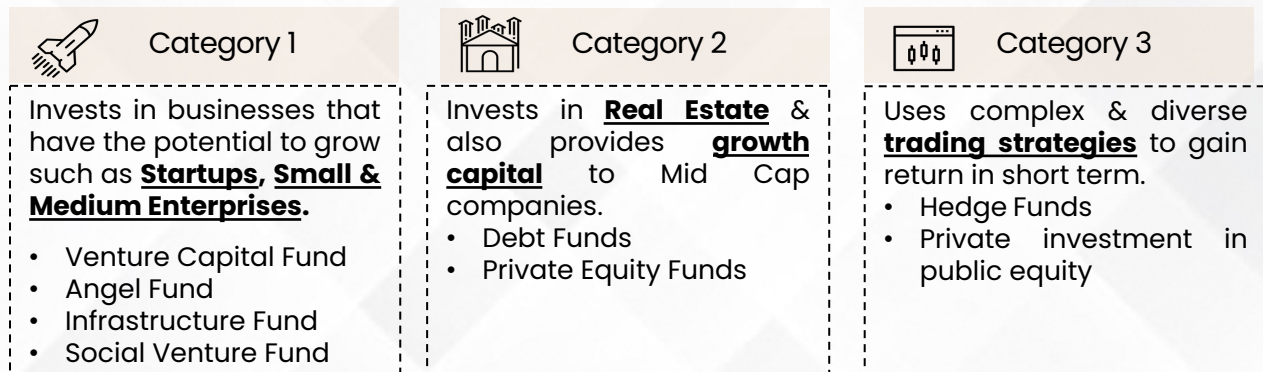 Category 1
Invests in businesses that
have the potential to grow
such as Startups, Small &
Medium Enterprises.
• Venture Capital Fund
• Angel Fund
• Infrastructure Fund
• Social Venture Fund
Category 2
Invests in Real Estate &
also provides growth
capital to Mid Cap
companies.
• Debt Funds
• Private Equity Funds
Category 3
Uses complex & diverse
trading strategies to gain
return in short term.
• Hedge Funds
• Private investment in
public equity